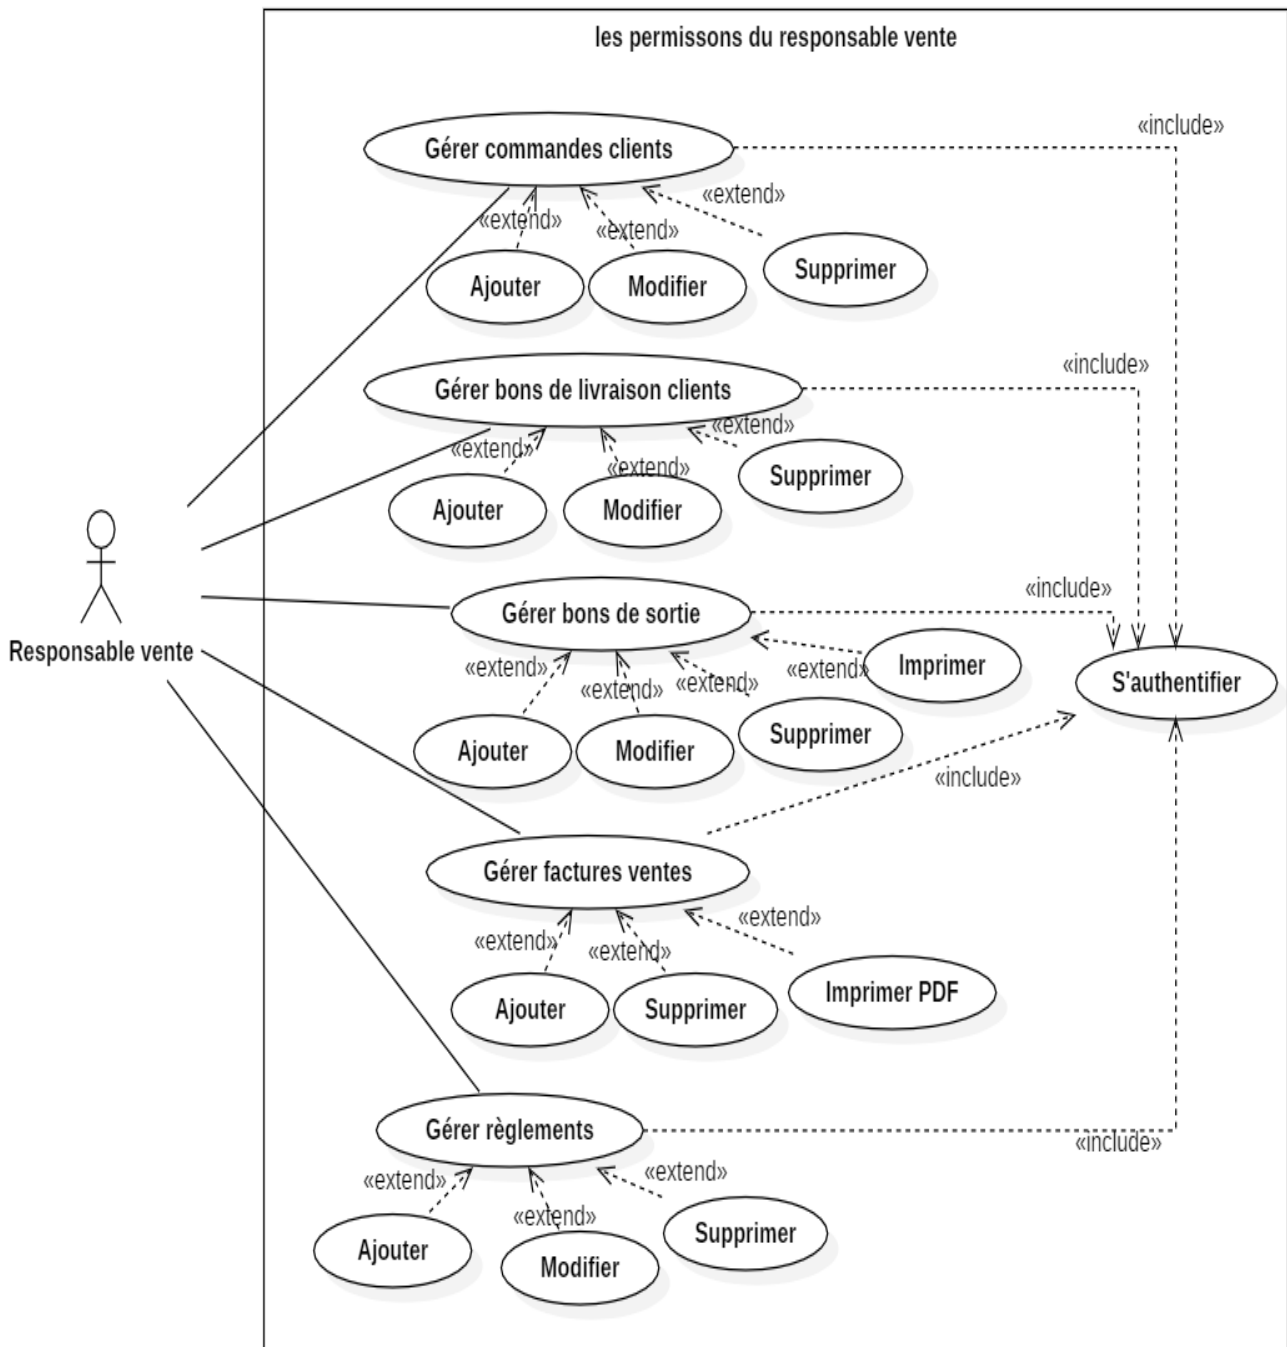 les permissons du responsable vente
«include»
Gérer commandes clients
«extend»
«extend»
«extend»
Ajouter
Modifier
Supprimer
«include»
Gérer bons de livraison clients
«extend»
«extend»
«extend»
Ajouter
Modifier
Supprimer
«include»
Gérer bons de sortie
«extend»
«extend»
«extend»
«extend»
Imprimer
S'authentifier
Responsable vente
Ajouter
Modifier
Supprimer
«include»
Gérer factures ventes
«extend»
«extend»
«extend»
Ajouter
Supprimer
Imprimer PDF
Gérer règlements
«include»
«extend»
«extend»
«extend»
Ajouter
Modifier
Supprimer